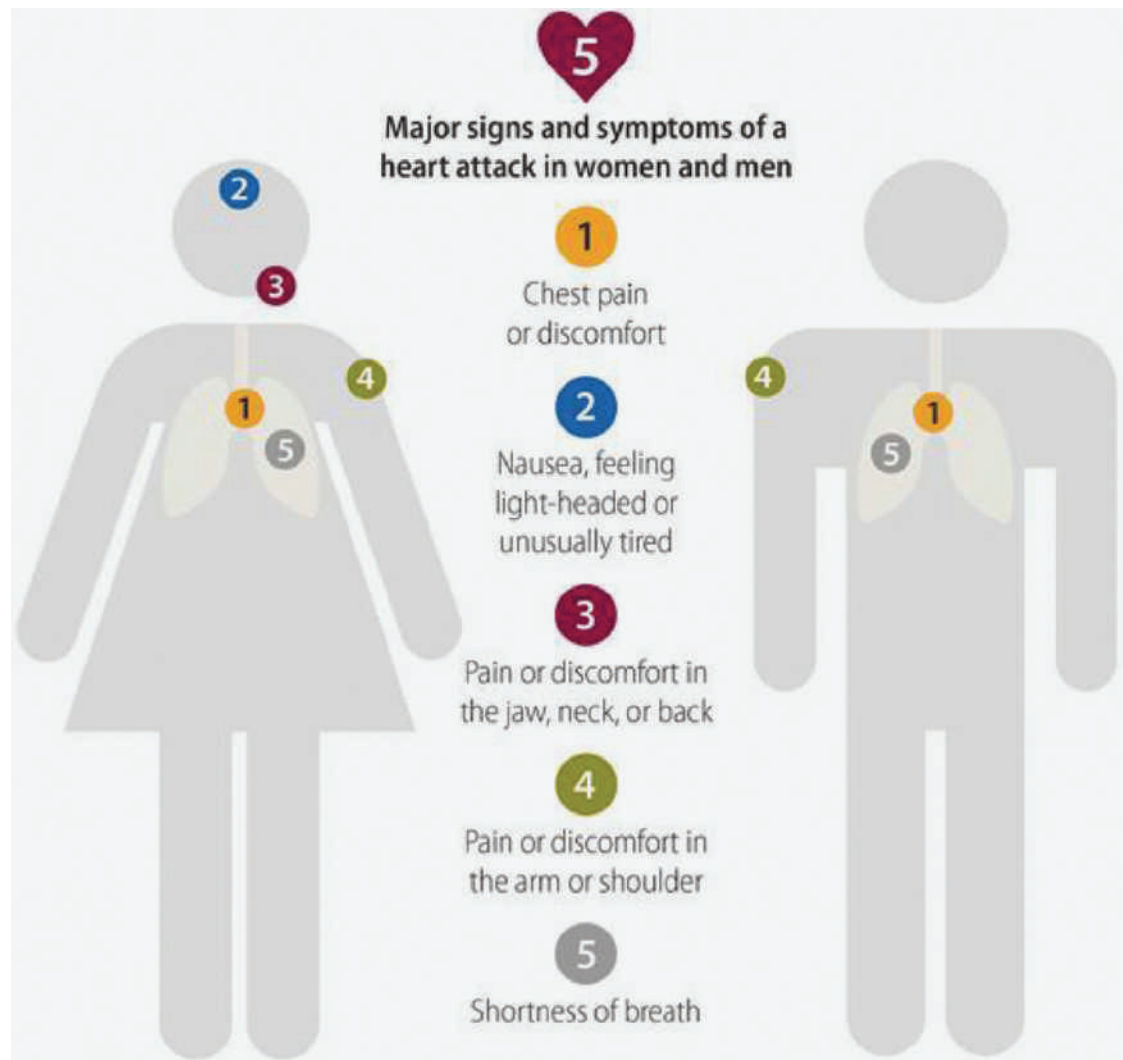 5
Major signs and symptoms of a
heart attack in women and men
1
Chest pain
or discomfort
2
Nausea, feeling
light-headed or
unusually tired
3
Pain or discomfort in
the jaw, neck, or back
4
Pain or discomfort in
the arm or shoulder
5
Shortness of breath
2
3
4
1
5
4
1
5